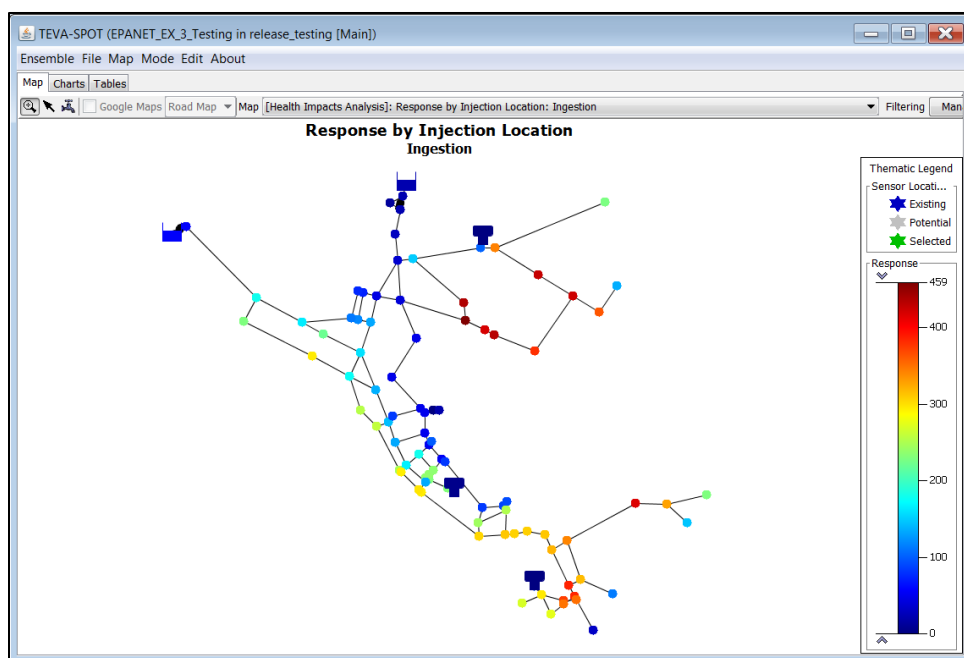 TEVA-SPOT (EPANET_EX_3_Testing in release_testing [Main])
Ensemble File Map Mode Edit About
Map Charts Tables
Google Maps Road Map Map [Health Impacts Analysis]: Response by Injection Location: Ingestion Filtering Man
Response by Injection Location
Ingestion
Thematic Legend
Sensor Locati...
Existing
Potential
Selected
Response
459
400
300
200
100
0